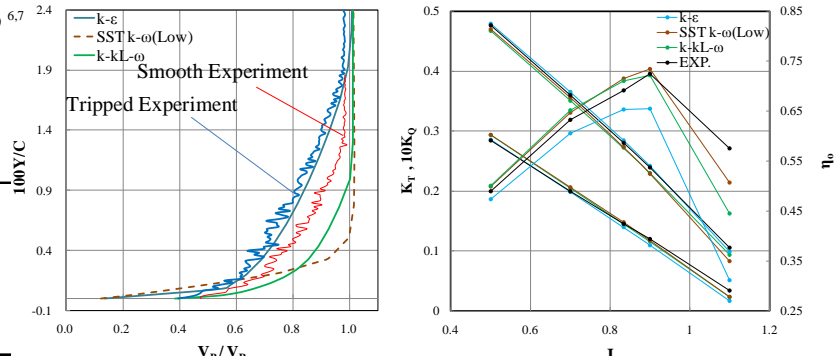 6,7
k-ε
SST k-ω(Low)
k-kL-ω
Smooth Experiment
Tripped Experiment
100Y/C
2.4
1.9
1.4
0.9
0.4
-0.1
0.0 0.2 0.4 0.6 0.8 1.0
k-ε
SST k-ω(Low)
k-kL-ω
EXP.
K_T , 10K_Q
0.5
0.4
0.3
0.2
0.1
0
0.4 0.6 0.8 1 1.2
0.85
0.75
0.65
0.55
0.45
0.35
0.25
η_o